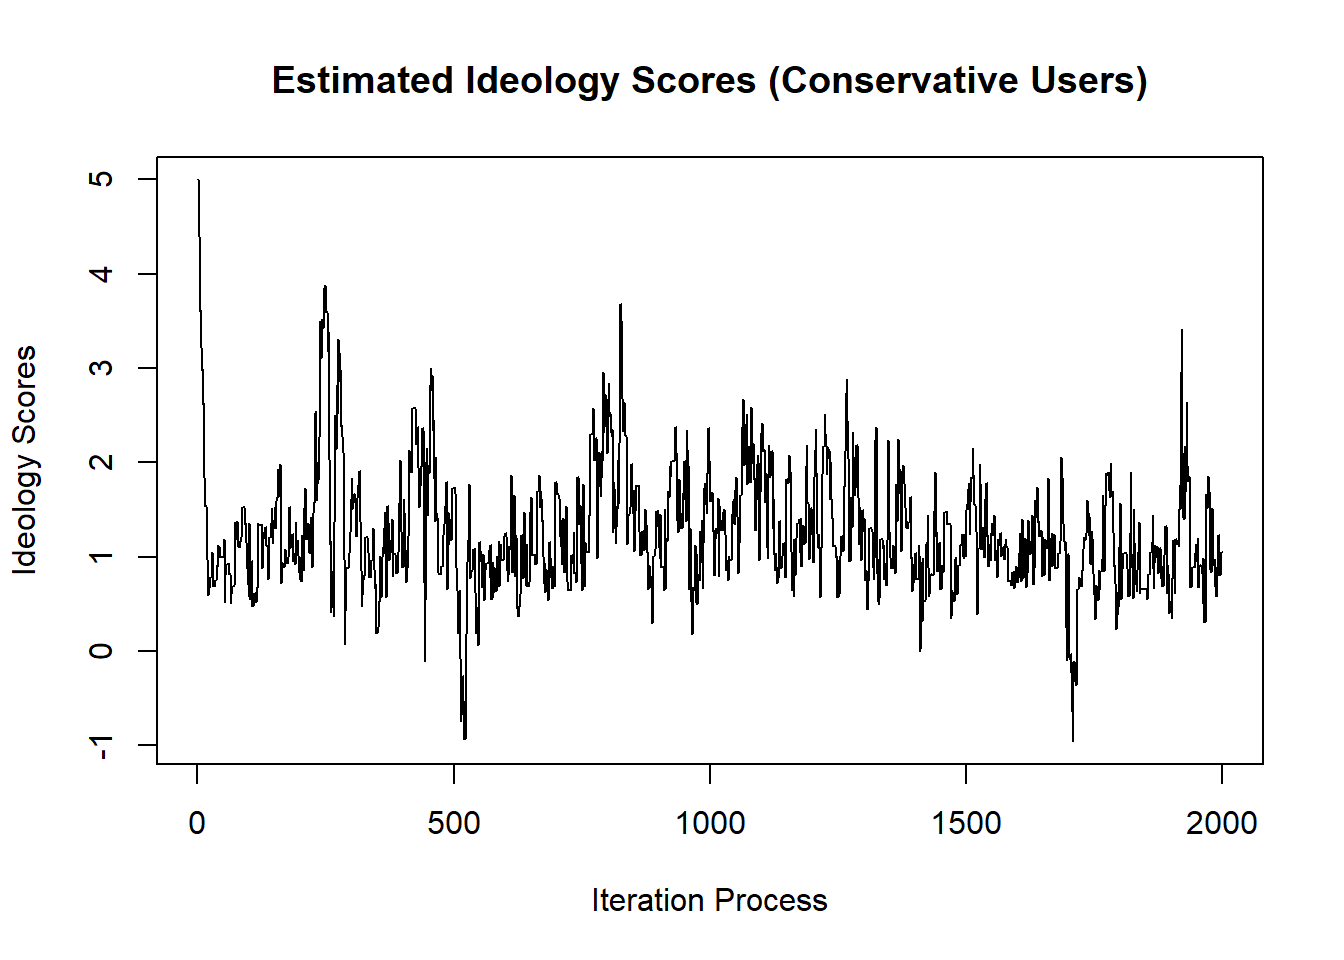 Estimated Ideology Scores (Conservative Users)
Ideology Scores
5
4
3
2
1
0
-1
0 500 1000 1500 2000
Iteration Process